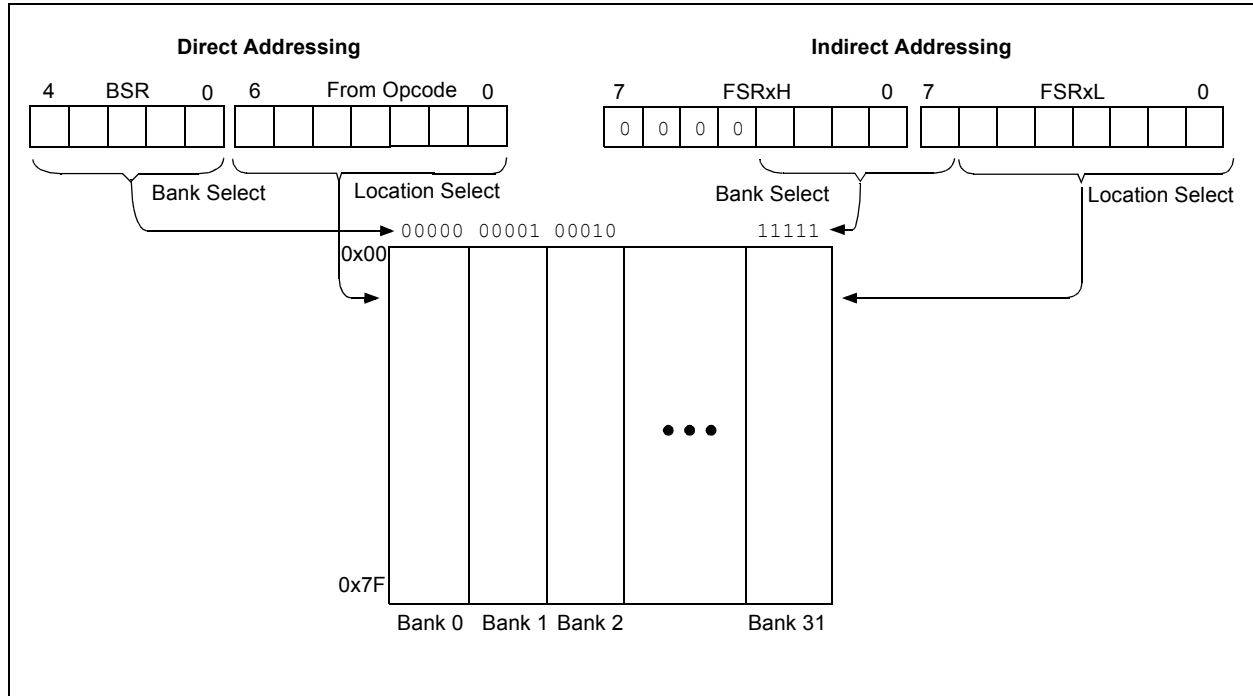 Direct Addressing Indirect Addressing
4 BSR 0 6 From Opcode 0 7 FSRxH 0 7 FSRxL 0
0 0 0 0
Bank Select Location Select Bank Select Location Select
00000 00001 00010 11111
0x00
0x7F
Bank 0 Bank 1 Bank 2 Bank 31